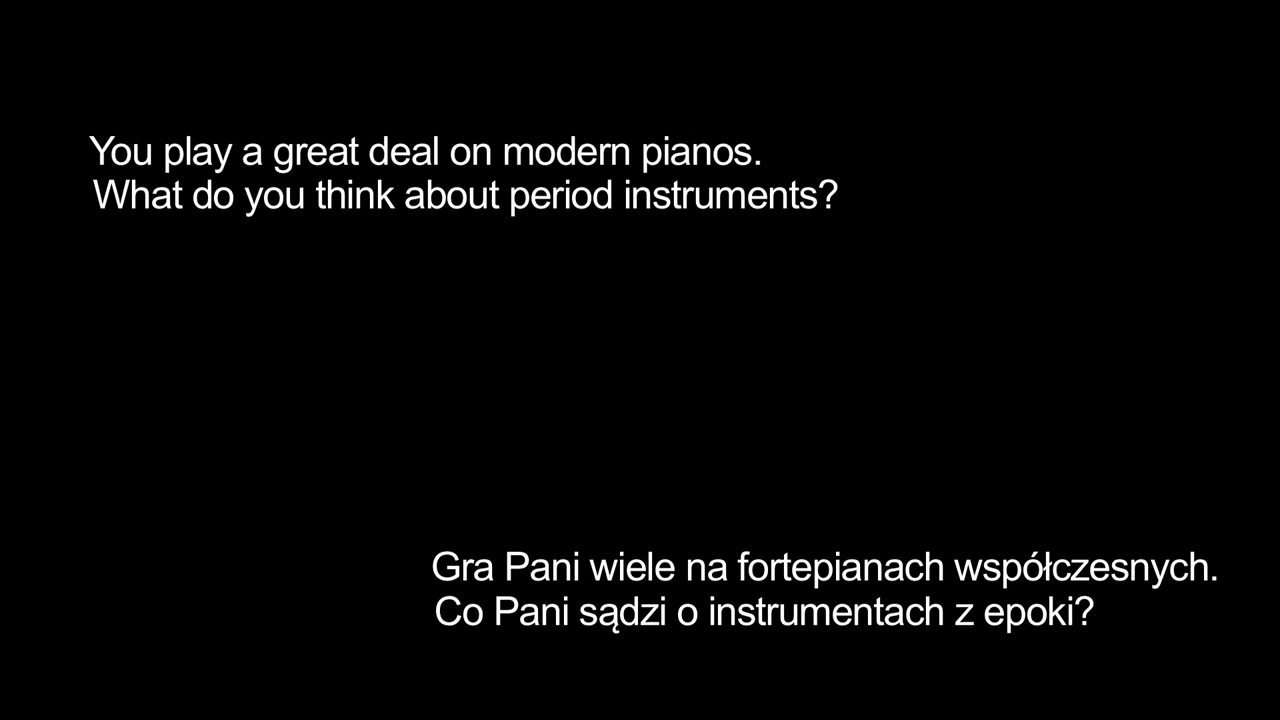 You play a great deal on modern pianos.
What do you think about period instruments?
Gra Pani wiele na fortepianach współczesnych.
Co Pani sądzi o instrumentach z epoki?